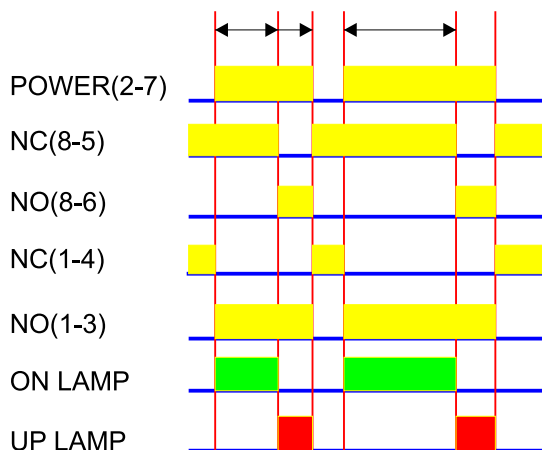 POWER(2-7)
NC(8-5)
NO(8-6)
NC(1-4)
NO(1-3)
ON LAMP
UP LAMP